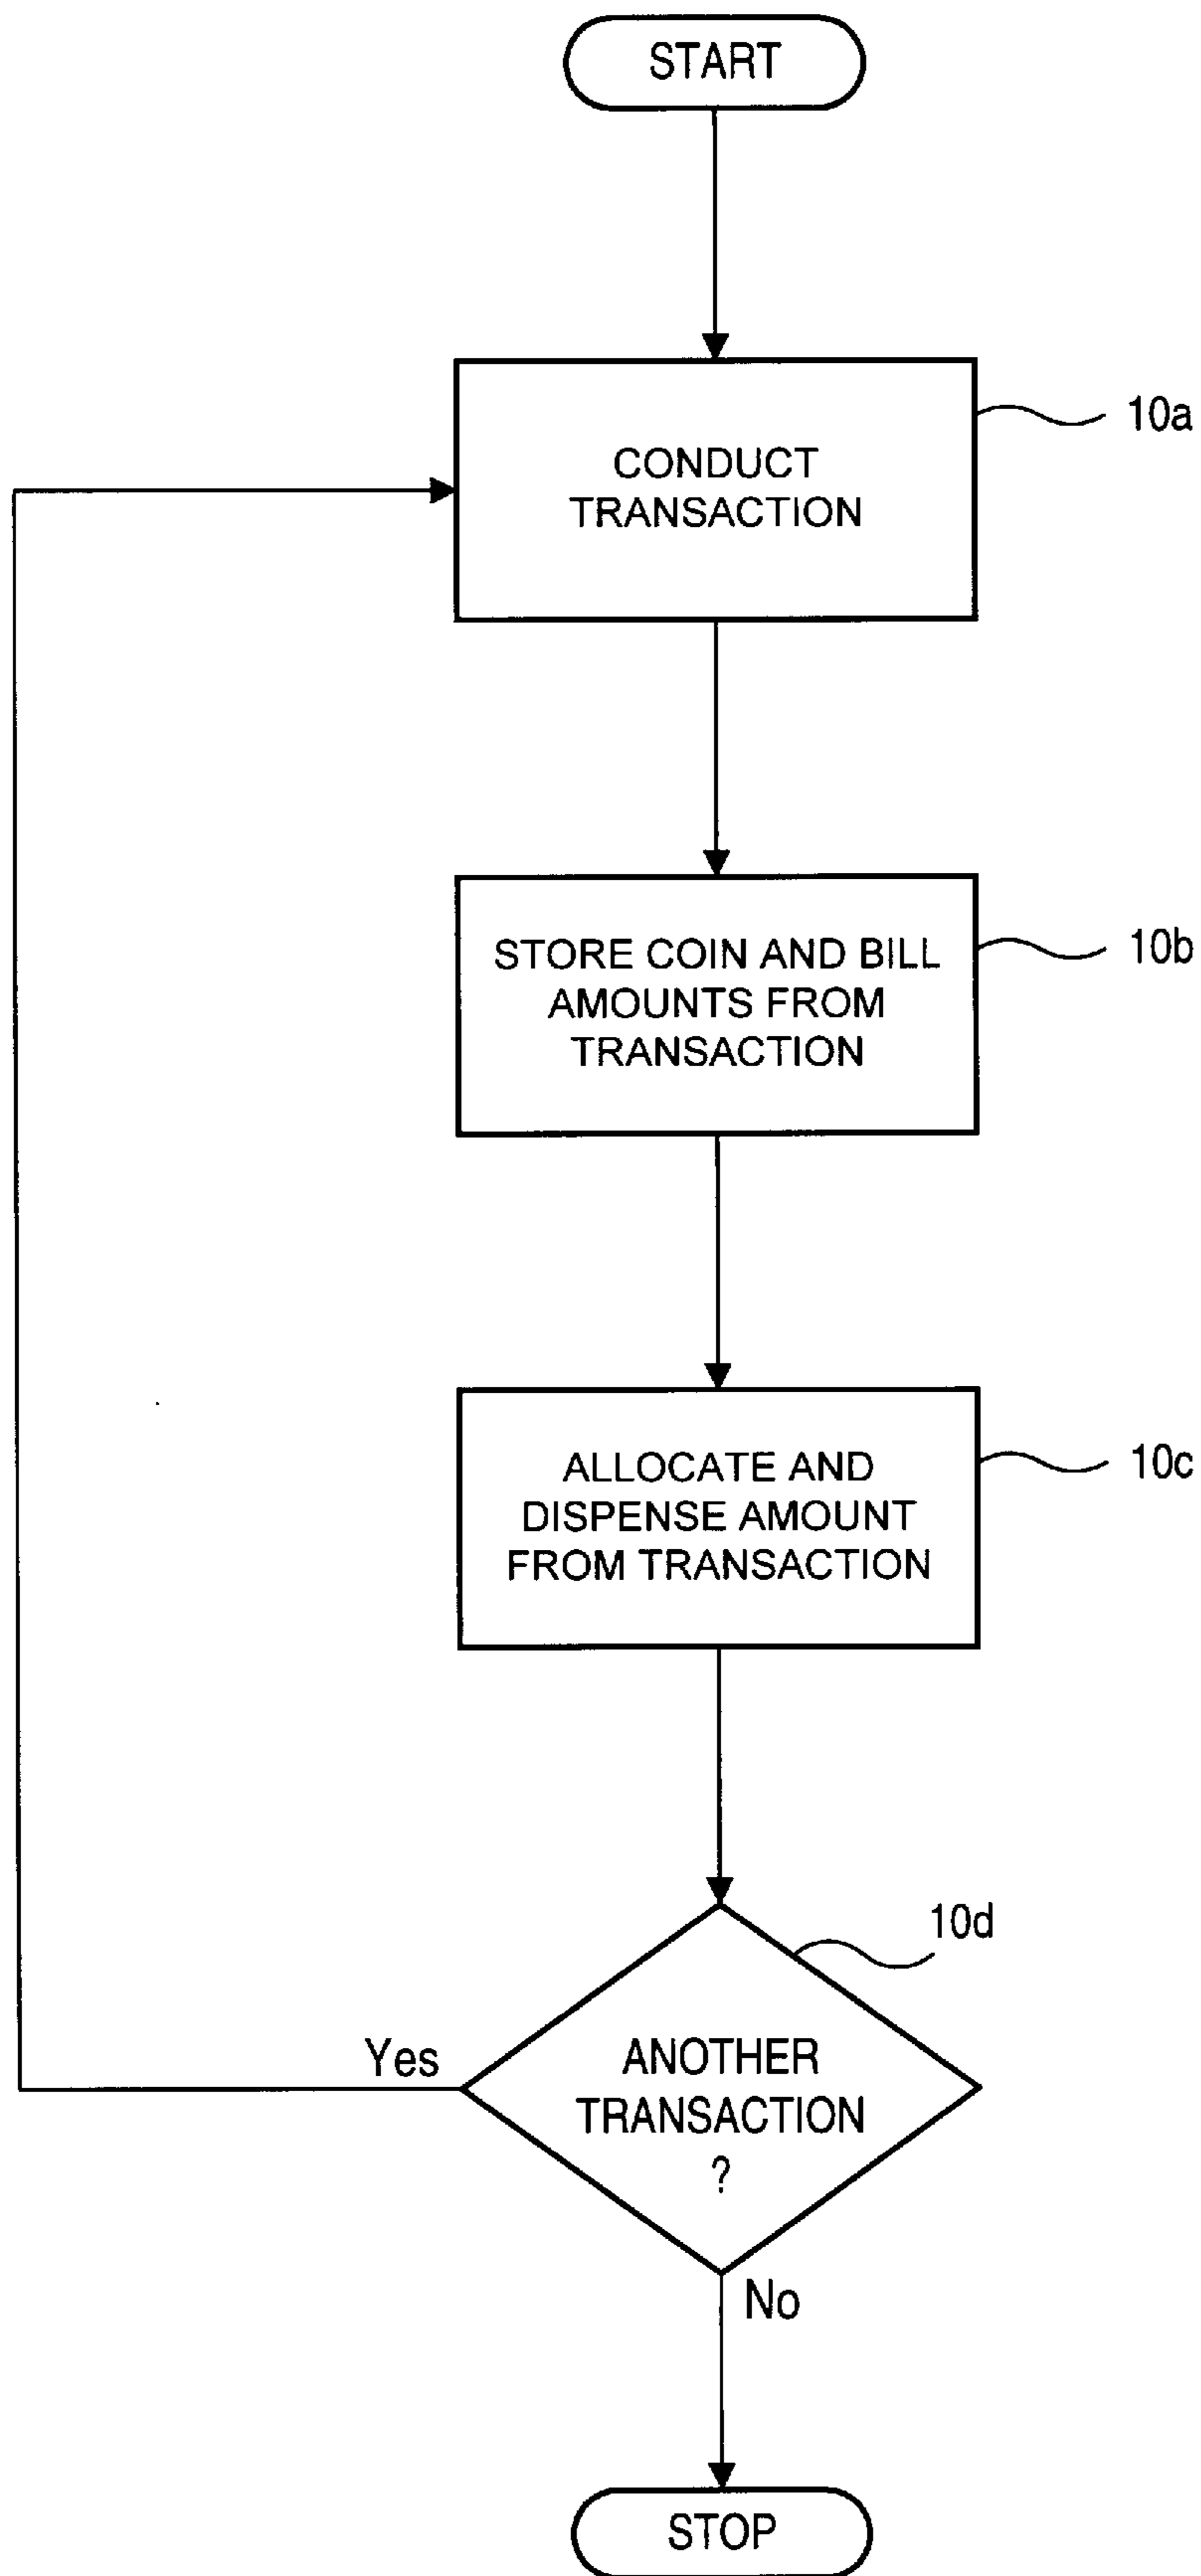 START
CONDUCT
TRANSACTION
10a
STORE COIN AND BILL
AMOUNTS FROM
TRANSACTION
10b
ALLOCATE AND
DISPENSE AMOUNT
FROM TRANSACTION
10c
10d
ANOTHER
TRANSACTION
?
Yes
No
STOP